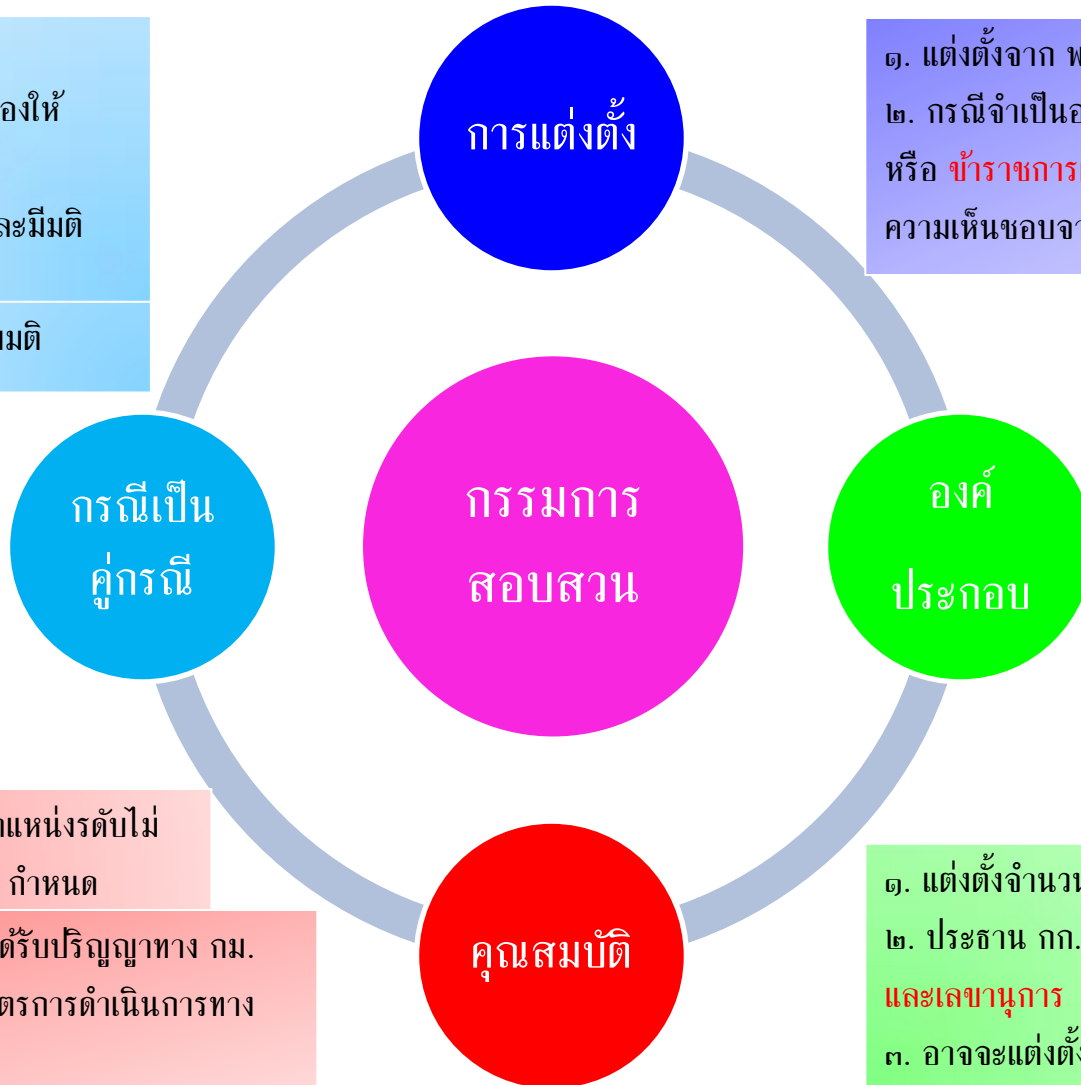 องให้
ละมีมติ
มมติ
การแต่งตั้ง
๑. แต่งตั้งจาก พ
๒. กรณีจำเป็นอ
หรือ ข้าราชการ
ความเห็นชอบจา
กรณีเป็น
คู่กรณี
กรรมการ
สอบสวน
องค์
ประกอบ
ำแหน่งรดับไม่
กำหนด
ได้รับปริญญาทาง กม.
ตรการดำเนินการทาง
คุณสมบัติ
๑. แต่งตั้งจำนวน
๒. ประธาน กก.
และเลขานุการ
๓. อาจจะแต่งตั้ง